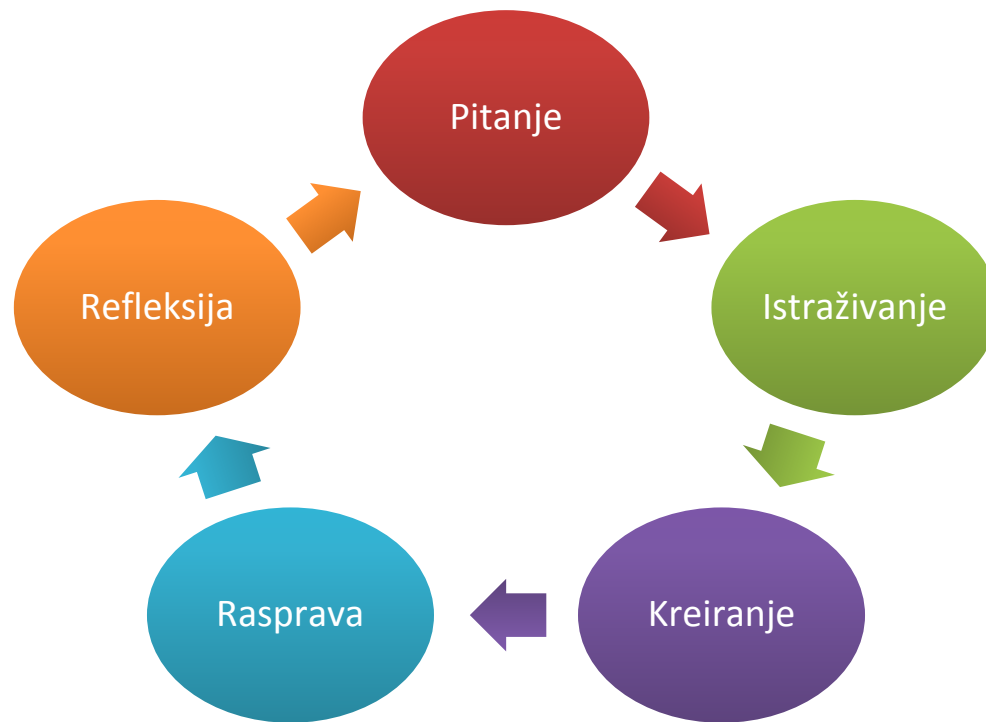 Pitanje
Istraživanje
Kreiranje
Rasprava
Refleksija